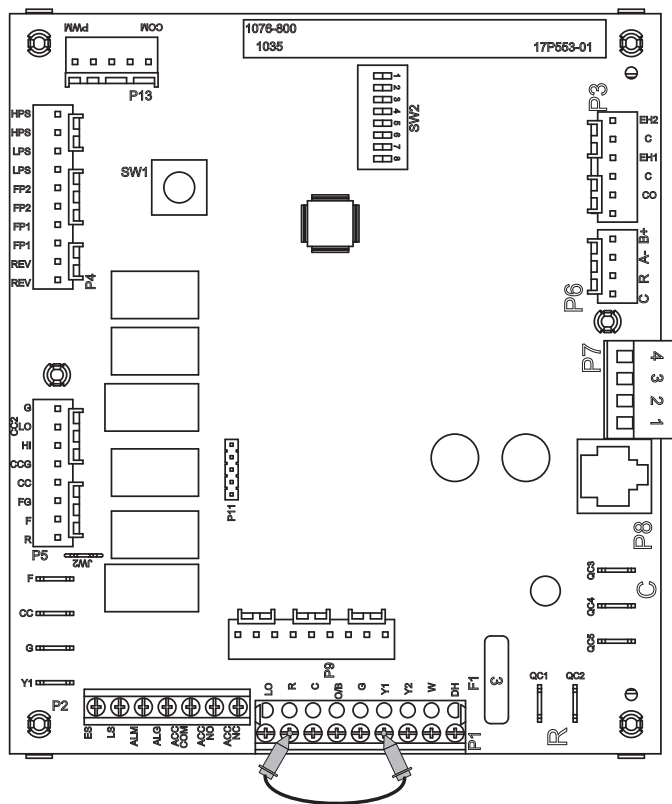 PWM COM
1076-800
1035 17P553-01
P13
1
2
3
4
5
6
7
8
SW2
P3
EH2
C
EH1
C
CO
HPS
HPS
LPS
LPS
FP2
FP2
FP1
FP1
REV
REV
P4
SW1
B+
A-
R
C
P6
P7
4
3
2
1
P8
G
CC2
LO
HI
CCG
CC
FG
F
R
P5
JW2
P11
F
CC
G
Y1
P2
ES
LS
ALM
ALG
ACC COM
ACC NO
ACC NC
P9
LO
R
C
O/B
G
Y1
Y2
W
DH
P1
F1
3
QC3
QC4
QC5
C
QC1
QC2
R